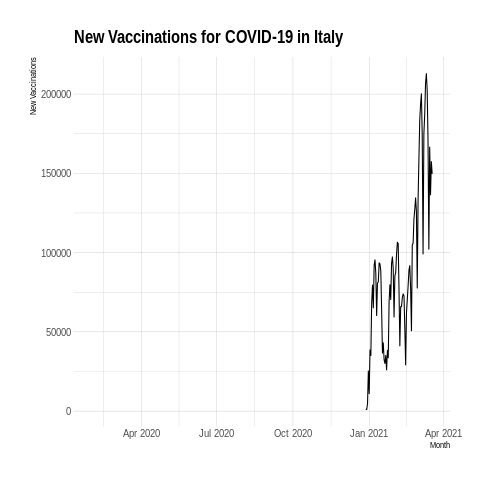 New Vaccinations for COVID-19 in Italy
New Vaccinations
200000
150000
100000
50000
0
Apr 2020 Jul 2020 Oct 2020 Jan 2021 Apr 2021
Month